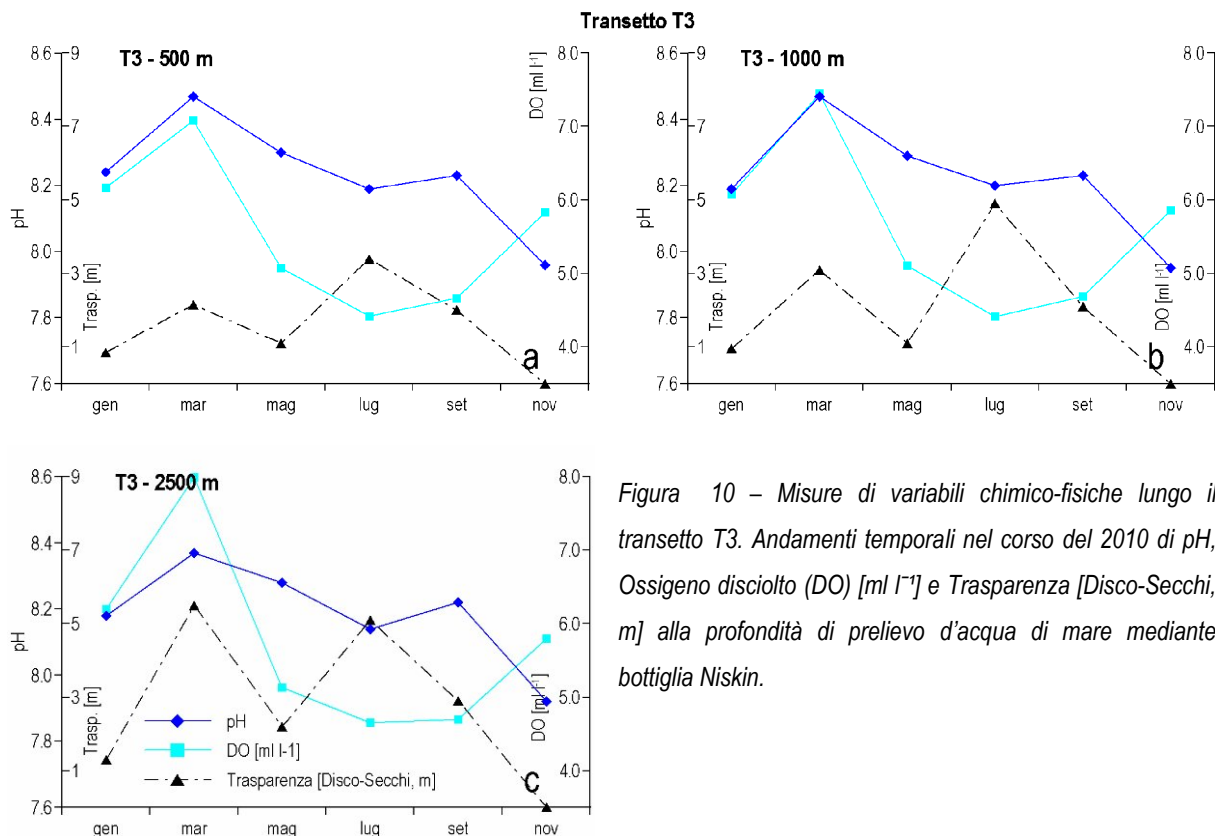 Transetto T3
T3 - 500 m
8.6
8.4
8.2
8.0
7.8
7.6
pH
9
7
5
3
1
Trasp. [m]
8.0
7.0
6.0
5.0
4.0
DO [ml l-1]
a
gen mar mag lug set nov
T3 - 1000 m
8.6
8.4
8.2
8.0
7.8
7.6
pH
9
7
5
3
1
Trasp. [m]
8.0
7.0
6.0
5.0
4.0
DO [ml l-1]
b
gen mar mag lug set nov
T3 - 2500 m
8.6
8.4
8.2
8.0
7.8
7.6
pH
9
7
5
3
1
Trasp. [m]
8.0
7.0
6.0
5.0
4.0
DO [ml l-1]
pH
DO [ml l-1]
Trasparenza [Disco-Secchi, m]
c
gen mar mag lug set nov
Figura 10 – Misure di variabili chimico-fisiche lungo il
transetto T3. Andamenti temporali nel corso del 2010 di pH,
Ossigeno disciolto (DO) [ml l⁻¹] e Trasparenza [Disco-Secchi,
m] alla profondità di prelievo d'acqua di mare mediante
bottiglia Niskin.